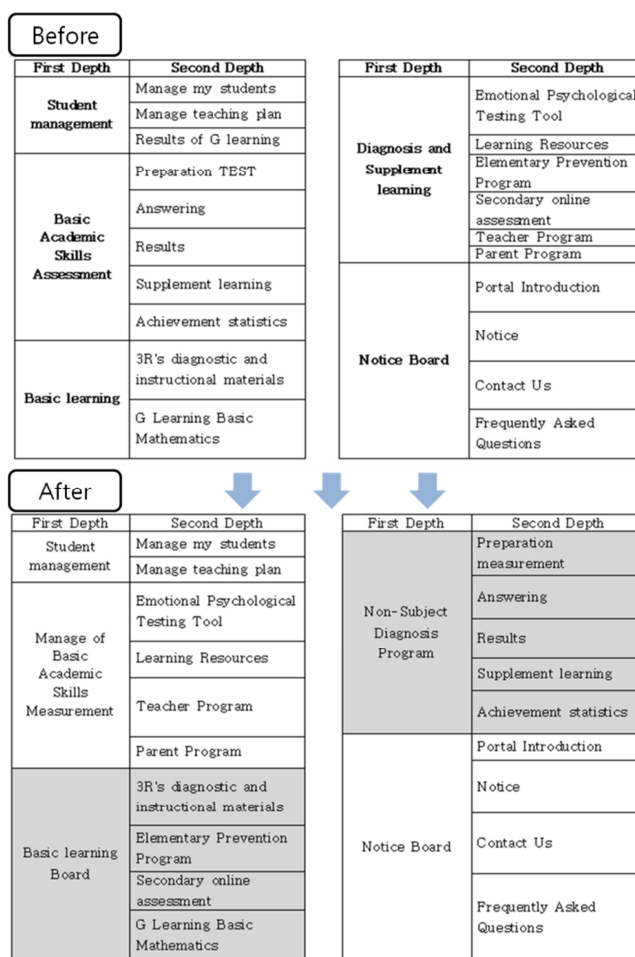 Before
First Depth Second Depth
Student management
Manage my students
Manage teaching plan
Results of G learning
Basic
Academic
Skills
Assessment
Preparation TEST
Answering
Results
Supplement learning
Achievement statistics
Basic learning
3R's diagnostic and
instructional materials
G Learning Basic
Mathematics
First Depth Second Depth
Diagnosis and
Supplement
learning
Emotional Psychological
Testing Tool
Learning Resources
Elementary Prevention
Program
Secondary online
assessment
Teacher Program
Parent Program
Notice Board
Portal Introduction
Notice
Contact Us
Frequently Asked
Questions
After
First Depth Second Depth
Student
management
Manage my students
Manage teaching plan
Manage of
Basic
Academic
Skills
Measurement
Emotional Psychological
Testing Tool
Learning Resources
Teacher Program
Parent Program
Basic learning
Board
3R's diagnostic and
instructional materials
Elementary Prevention
Program
Secondary online
assessment
G Learning Basic
Mathematics
First Depth Second Depth
Non-Subject
Diagnosis
Program
Preparation
measurement
Answering
Results
Supplement learning
Achievement statistics
Notice Board
Portal Introduction
Notice
Contact Us
Frequently Asked
Questions